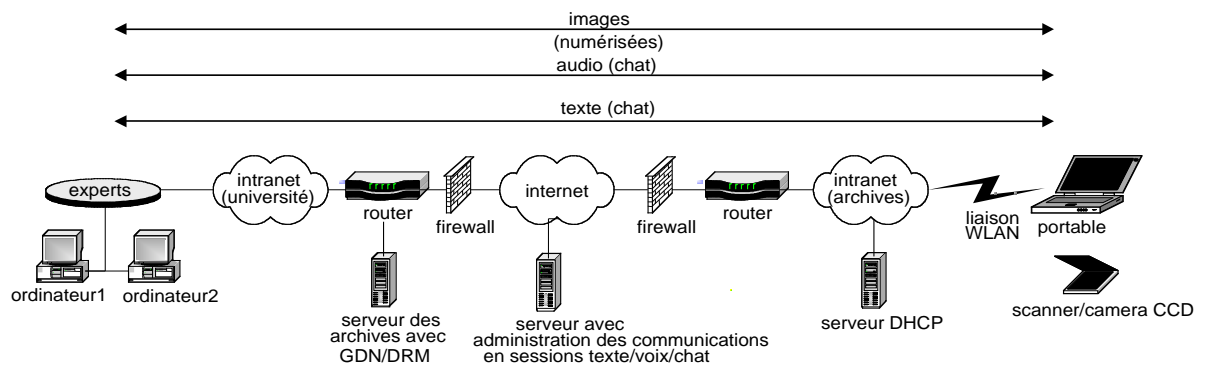 images
(numérisées)
audio (chat)
texte (chat)
experts
intranet
(université)
router
firewall
internet
firewall
router
intranet
(archives)
liaison
WLAN
portable
ordinateur1
ordinateur2
serveur des
archives avec
GDN/DRM
serveur avec
administration des communications
en sessions texte/voix/chat
serveur DHCP
scanner/camera CCD